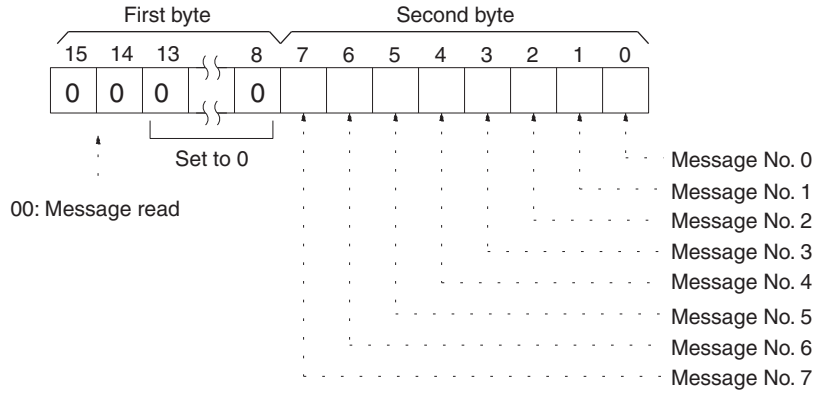 First byte Second byte
15 14 13 8 7 6 5 4 3 2 1 0
0 0 0 0
Set to 0
Message No. 0
Message No. 1
00: Message read
Message No. 2
Message No. 3
Message No. 4
Message No. 5
Message No. 6
Message No. 7